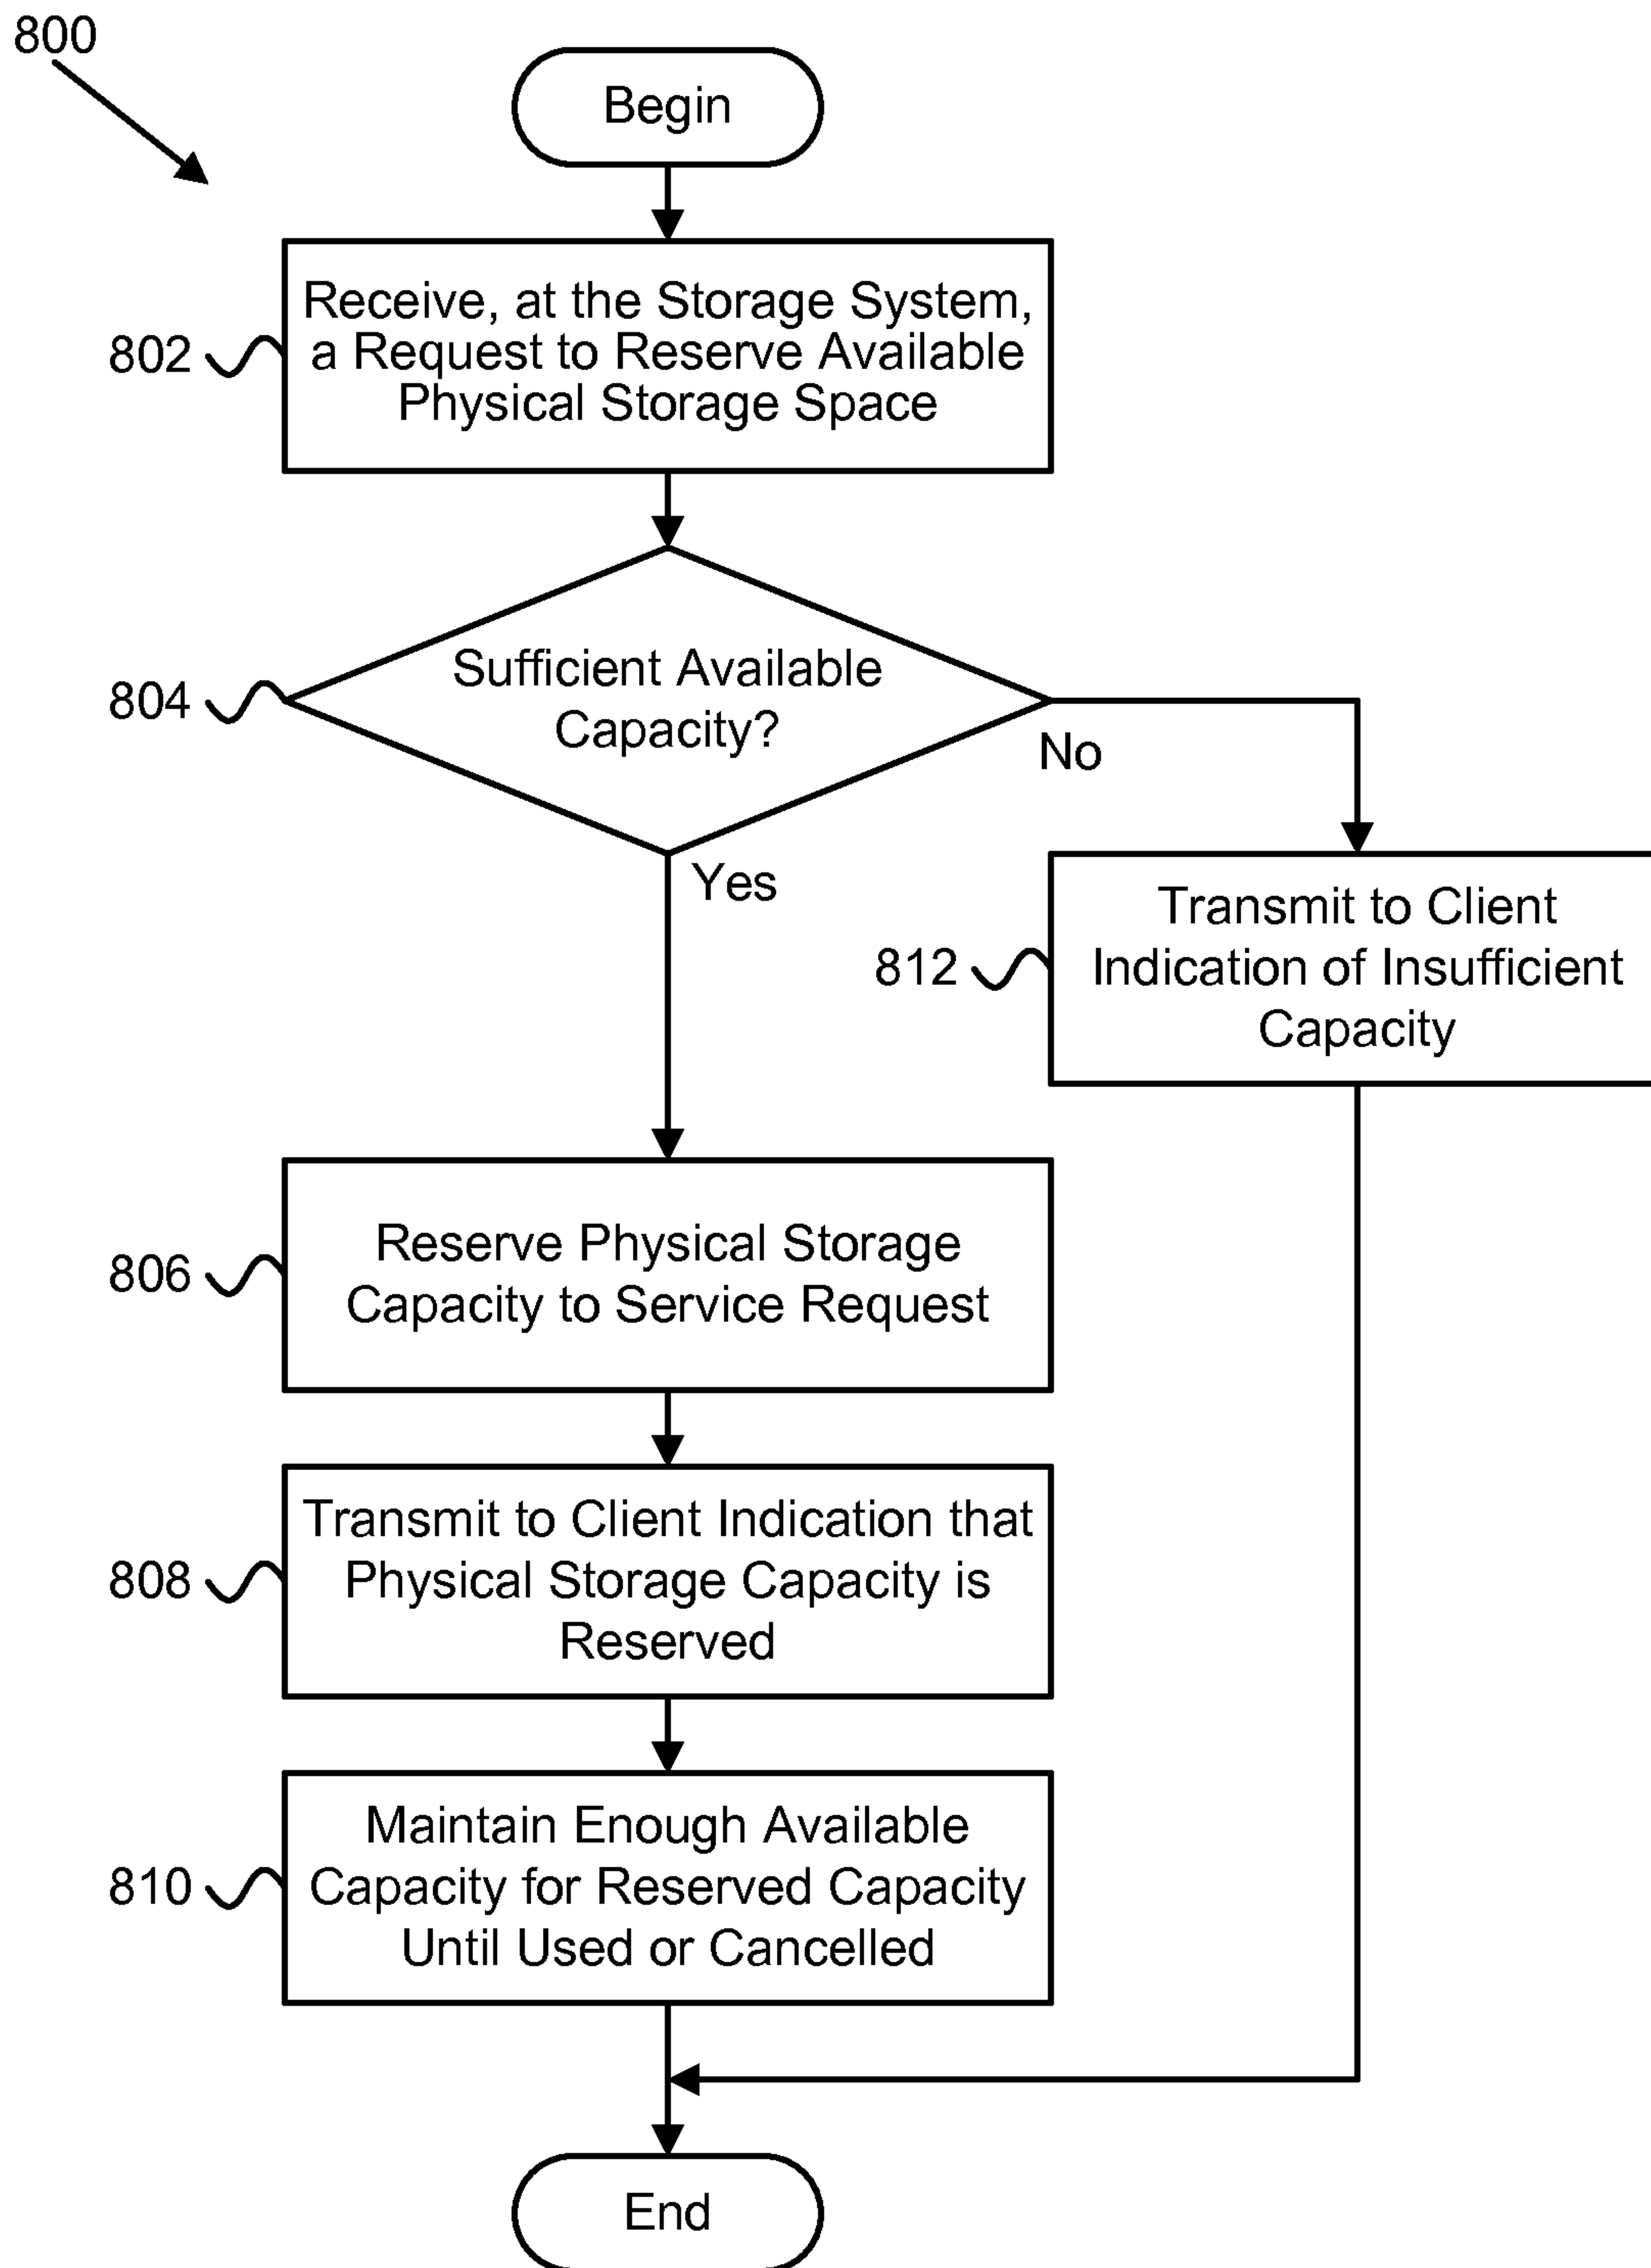 800
Begin
Receive, at the Storage System,
a Request to Reserve Available
Physical Storage Space
802
Sufficient Available
Capacity?
804
No
Yes
Transmit to Client
Indication of Insufficient
Capacity
812
Reserve Physical Storage
Capacity to Service Request
806
Transmit to Client Indication that
Physical Storage Capacity is
Reserved
808
Maintain Enough Available
Capacity for Reserved Capacity
Until Used or Cancelled
810
End